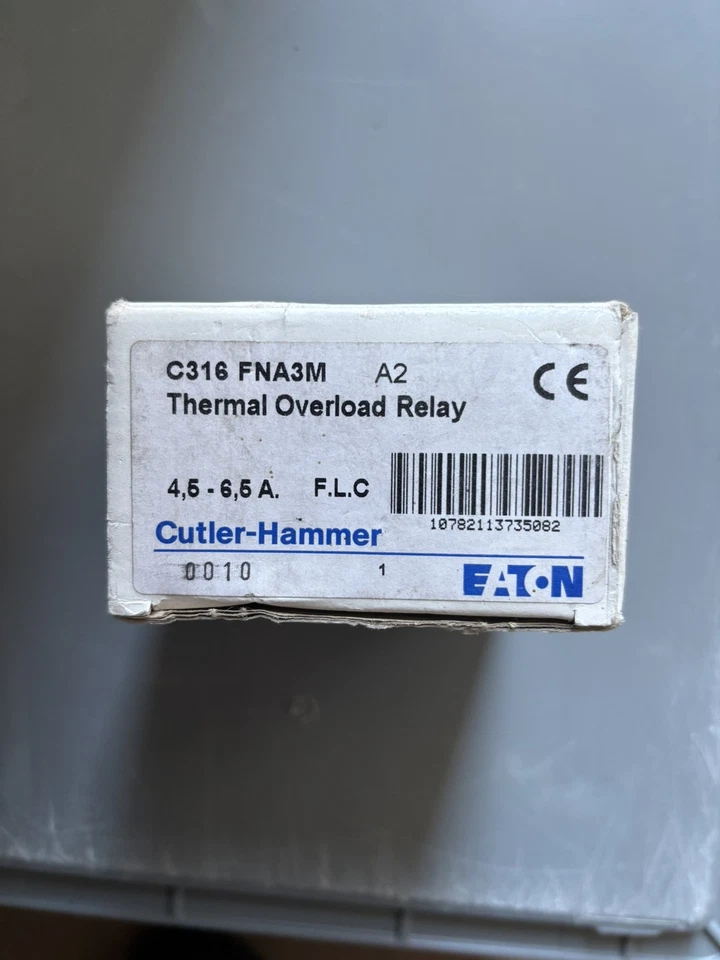 C316 FNA3M A2
CE
Thermal Overload Relay
4,5 - 6,5 A. F.L.C
10782113735082
Cutler-Hammer
0010 1
EATON